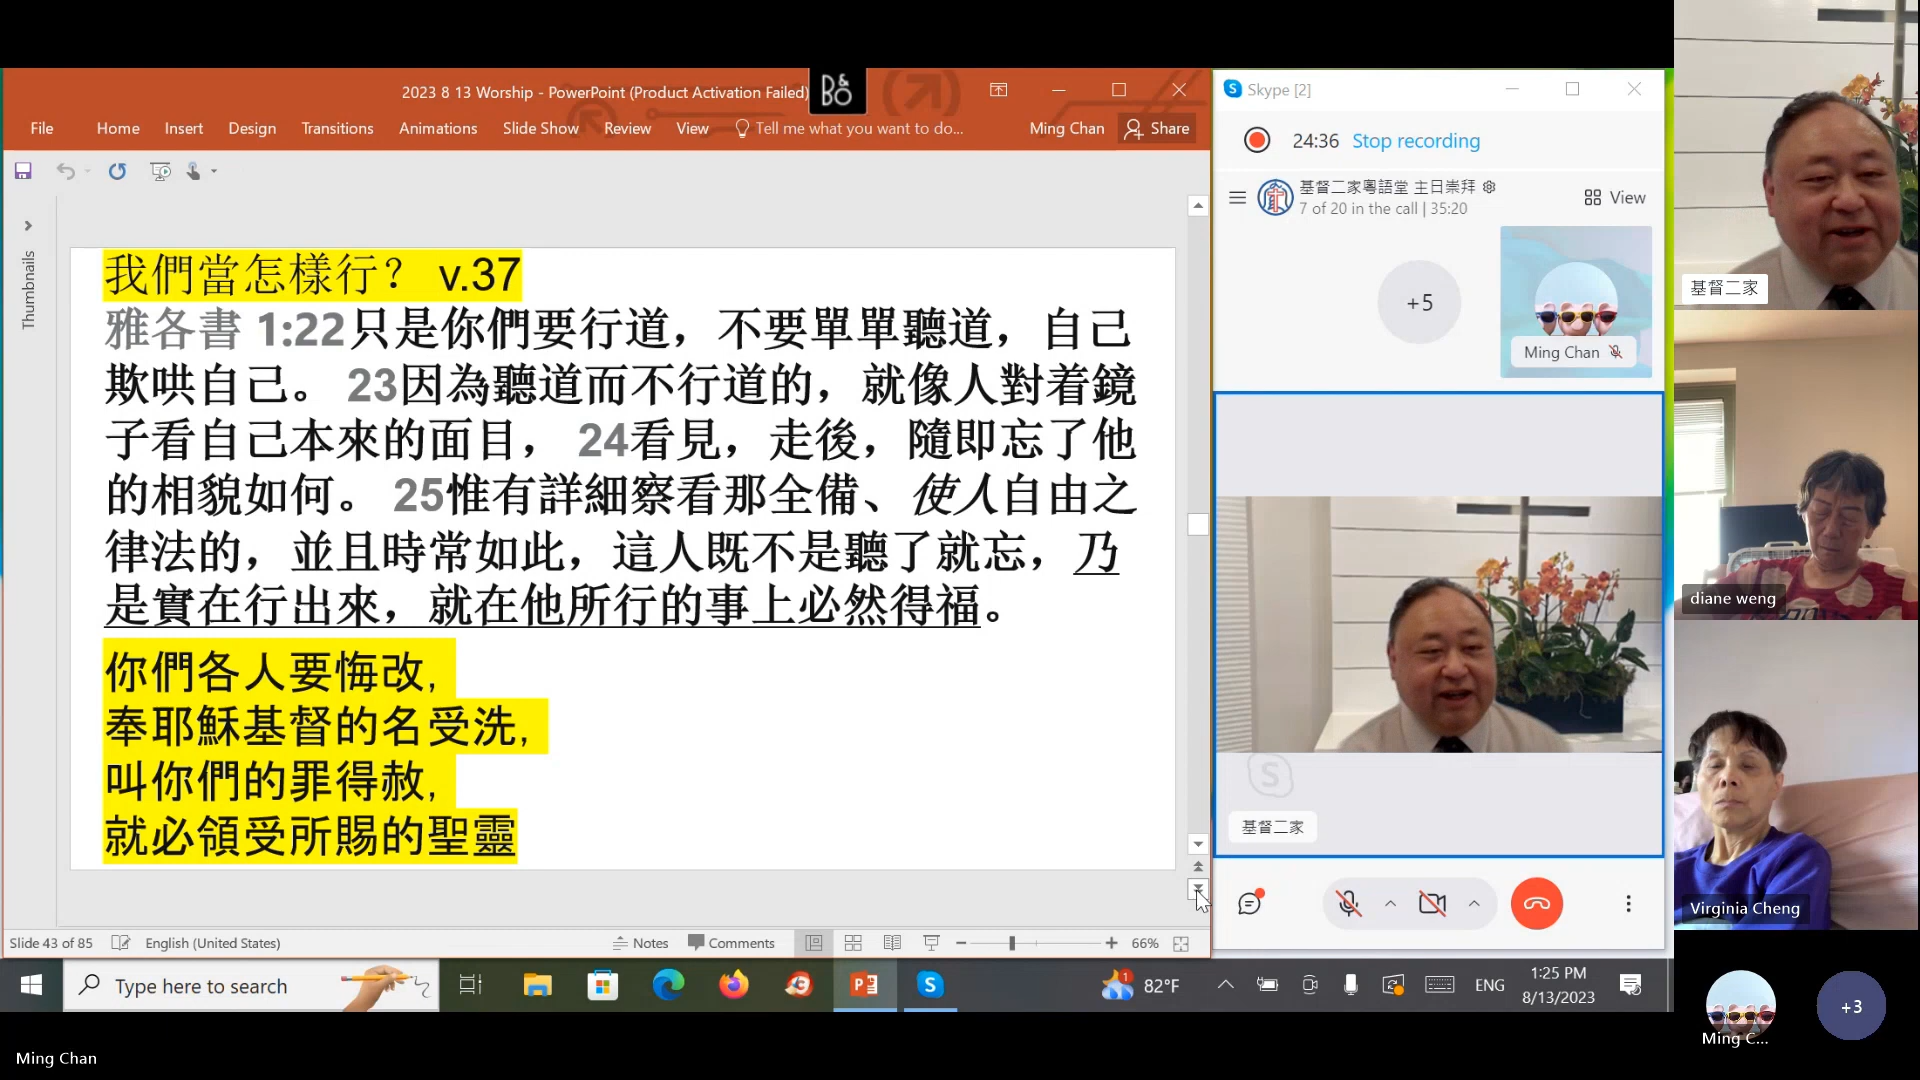 2023 8 13 Worship - PowerPoint (Product Activation Failed)
B&O
File Home Insert Design Transitions Animations Slide Show Review View Tell me what you want to do... Ming Chan Share
Thumbnails
我們當怎樣行？ v.37
雅各書 1:22只是你們要行道，不要單單聽道，自己
欺哄自己。 23因為聽道而不行道的，就像人對着鏡
子看自己本來的面目， 24看見，走後，隨即忘了他
的相貌如何。 25惟有詳細察看那全備、使人自由之
律法的，並且時常如此，這人既不是聽了就忘，乃
是實在行出來，就在他所行的事上必然得福。
你們各人要悔改,
奉耶穌基督的名受洗,
叫你們的罪得赦,
就必領受所賜的聖靈
Slide 43 of 85 English (United States) Notes Comments 66%
Type here to search
1
82°F
ENG
1:25 PM
8/13/2023
Skype [2]
24:36 Stop recording
基督二家粵語堂 主日崇拜
7 of 20 in the call | 35:20
View
+5
Ming Chan
基督二家
基督二家
diane weng
Virginia Cheng
Ming C...
+3
Ming Chan